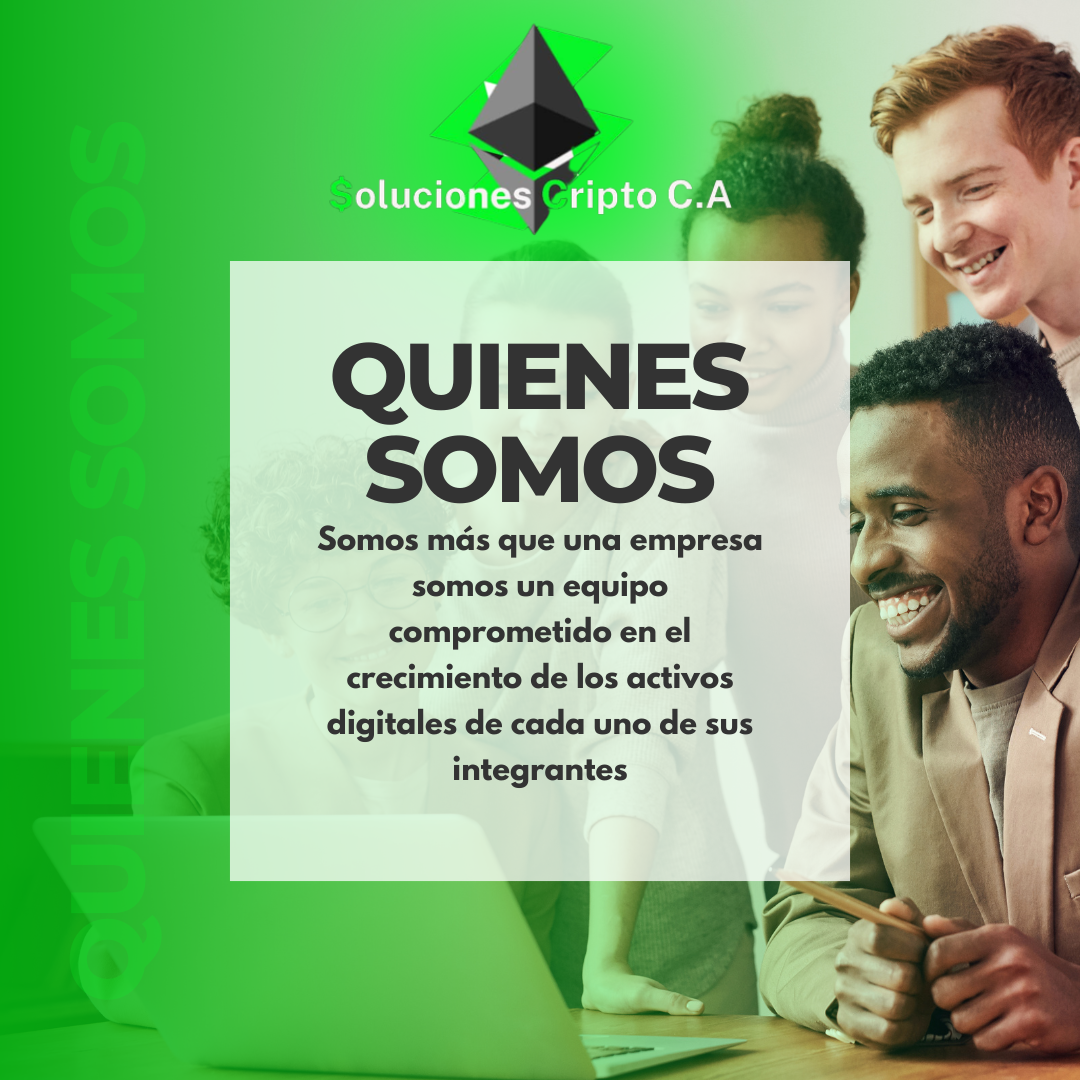 $oluciones Cripto C.A
QUIENES
SOMOS
Somos más que una empresa
somos un equipo
comprometido en el
crecimiento de los activos
digitales de cada uno de sus
integrantes
QUIENES SOMOS